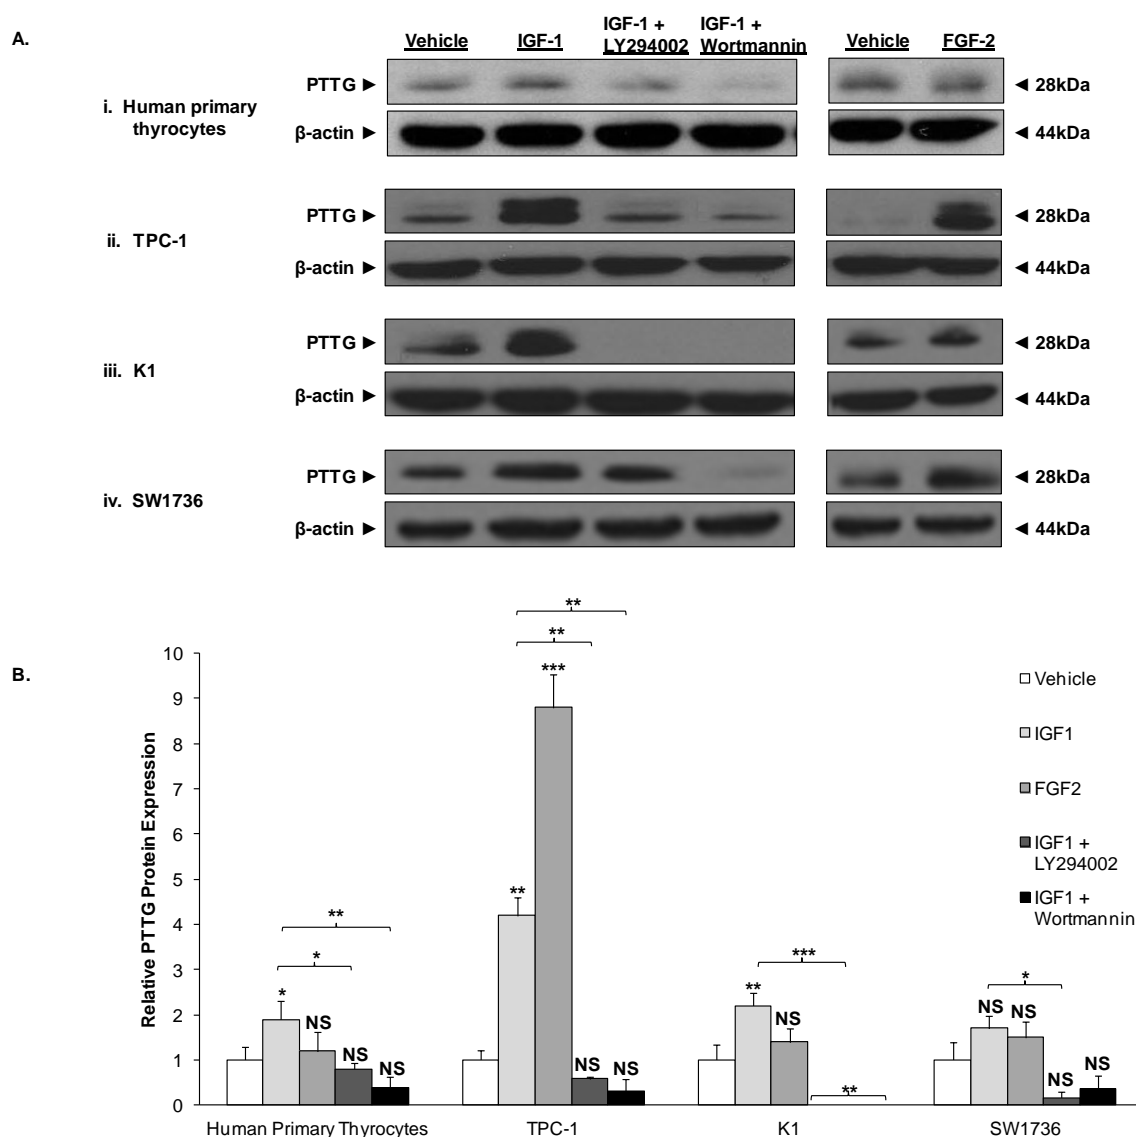 A.
Vehicle IGF-1 IGF-1 + LY294002 IGF-1 + Wortmannin Vehicle FGF-2
i. Human primary thyrocytes
PTTG ► ◄ 28kDa
β-actin ► ◄ 44kDa
ii. TPC-1
PTTG ► ◄ 28kDa
β-actin ► ◄ 44kDa
iii. K1
PTTG ► ◄ 28kDa
β-actin ► ◄ 44kDa
iv. SW1736
PTTG ► ◄ 28kDa
β-actin ► ◄ 44kDa
B.
Relative PTTG Protein Expression
10
9
8
7
6
5
4
3
2
1
0
**
*
*
NS
NS
NS
**
**
***
**
NS
NS
***
**
NS
**
*
NS
NS
NS
NS
Human Primary Thyrocytes TPC-1 K1 SW1736
Vehicle
IGF1
FGF2
IGF1 +
LY294002
IGF1 +
Wortmannin